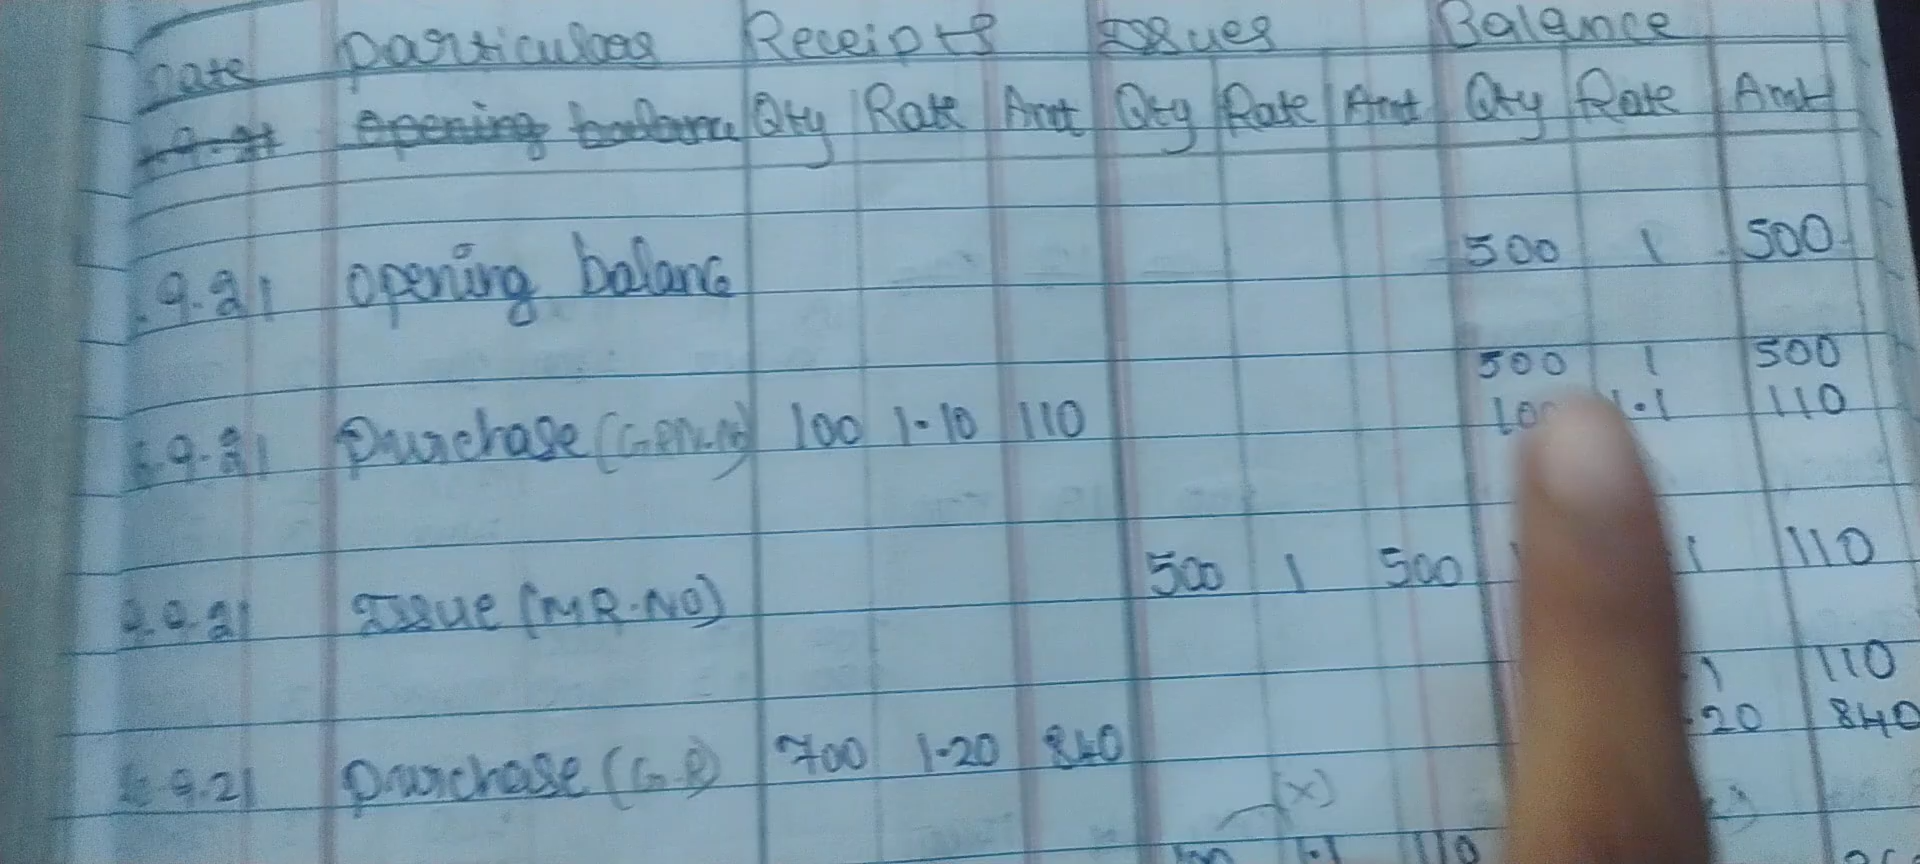 Date Particulars Receipts Issues Balance
Opening balance Qty Rate Amt Qty Rate Amt Qty Rate Amt
.9.21 Opening balanc 500 1 500
500 1 500
9.21 Purchase 100 1.10 110 100 1.1 110
9.21 Issue (MR.NO) 500 1 500 110
110
9.21 Purchase (G.R) 700 1.20 840 .20 840
(x)
1.1 110